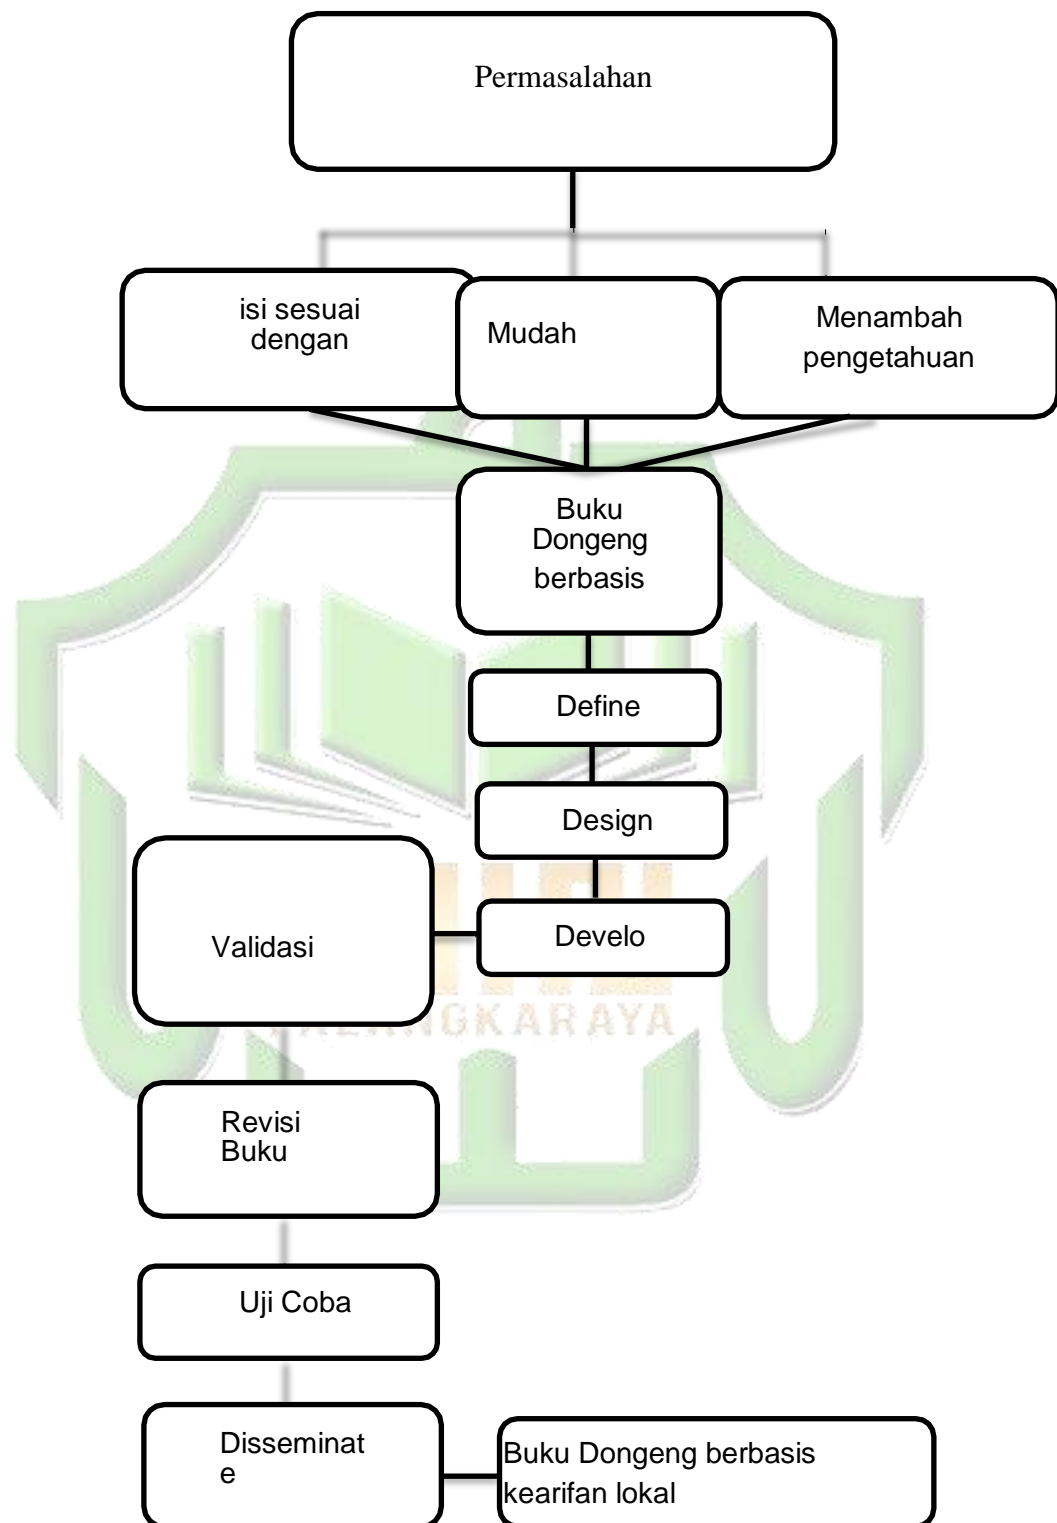 Permasalahan
isi sesuai
dengan
Mudah
Menambah
pengetahuan
Buku
Dongeng
berbasis
Define
Design
Develo
Validasi
NGKARAYA
Revisi
Buku
Uji Coba
Disseminat
e
Buku Dongeng berbasis
kearifan lokal